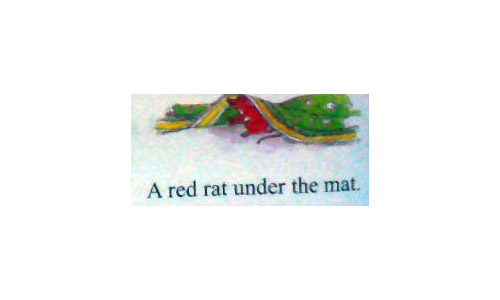 A red rat under the mat.